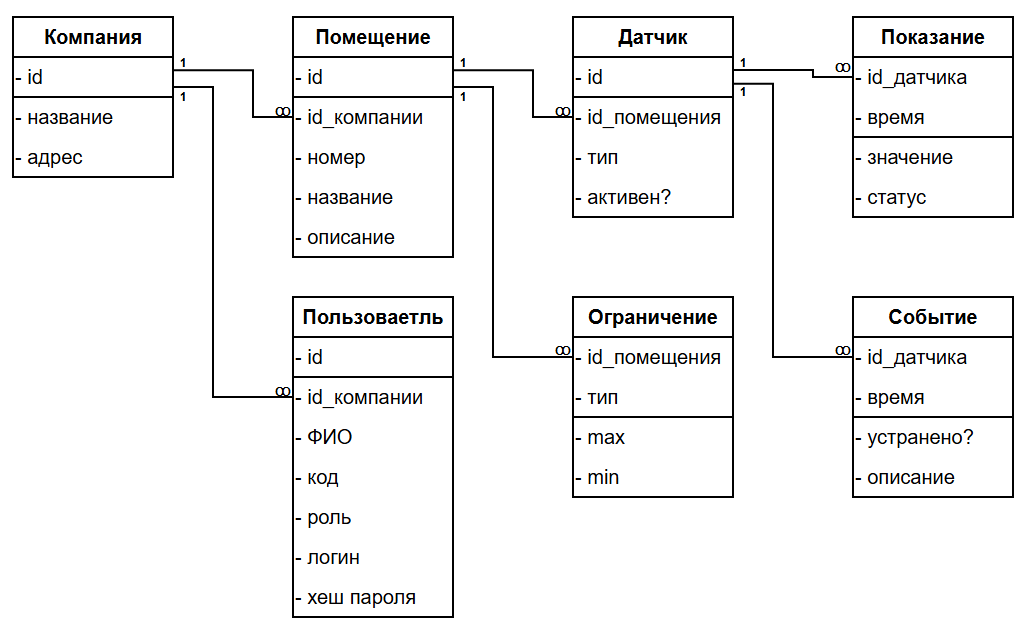 Компания
- id
- название
- адрес
1
1
Помещение
- id
∞
- id_компании
- номер
- название
- описание
1
1
Датчик
- id
∞
- id_помещения
- тип
- активен?
1
1
Показание
∞
- id_датчика
- время
- значение
- статус
Пользоваетль
- id
∞
- id_компании
- ФИО
- код
- роль
- логин
- хеш пароля
Ограничение
∞
- id_помещения
- тип
- max
- min
Событие
∞
- id_датчика
- время
- устранено?
- описание